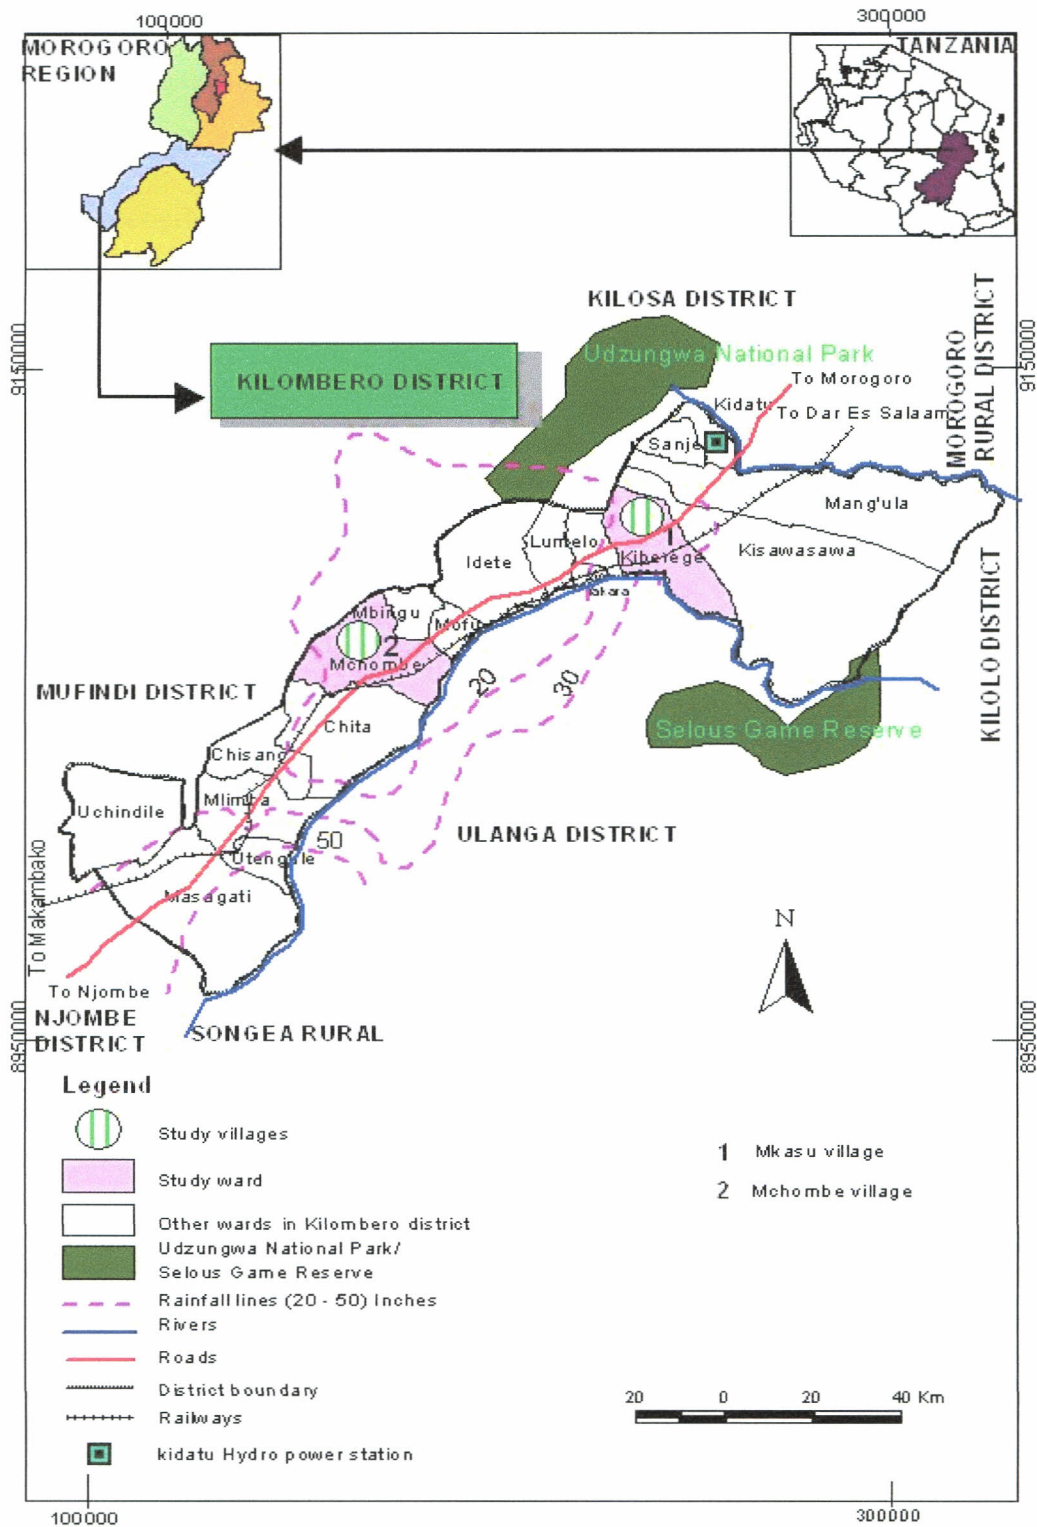 100000
300000
MOROGORO
REGION
TANZANIA
KILOSA DISTRICT
MOROGORO
RURAL DISTRICT
9150000
9150000
Udzungwa National Park
KILOMBERO DISTRICT
To Morogoro
Kidatu
To Dar Es Salaam
Sanje
Mang'ula
Lumelo
Kiberege
1
Kisawasawa
Idete
Mbingu
Mofu
2
Mchombe
KILOLO DISTRICT
MUFINDI DISTRICT
20
30
Selous Game Reserve
Chita
Chisano
Mlimba
Uchindile
ULANGA DISTRICT
50
Utengule
Masagati
To Makambako
N
To Njombe
NJOMBE
DISTRICT
SONGEA RURAL
8950000
8950000
Legend
Study villages
Study ward
Other wards in Kilombero district
Udzungwa National Park/
Selous Game Reserve
Rainfall lines (20 - 50) Inches
Rivers
Roads
District boundary
Railways
kidatu Hydro power station
1 Mkasu village
2 Mchombe village
20 0 20 40 Km
100000
300000